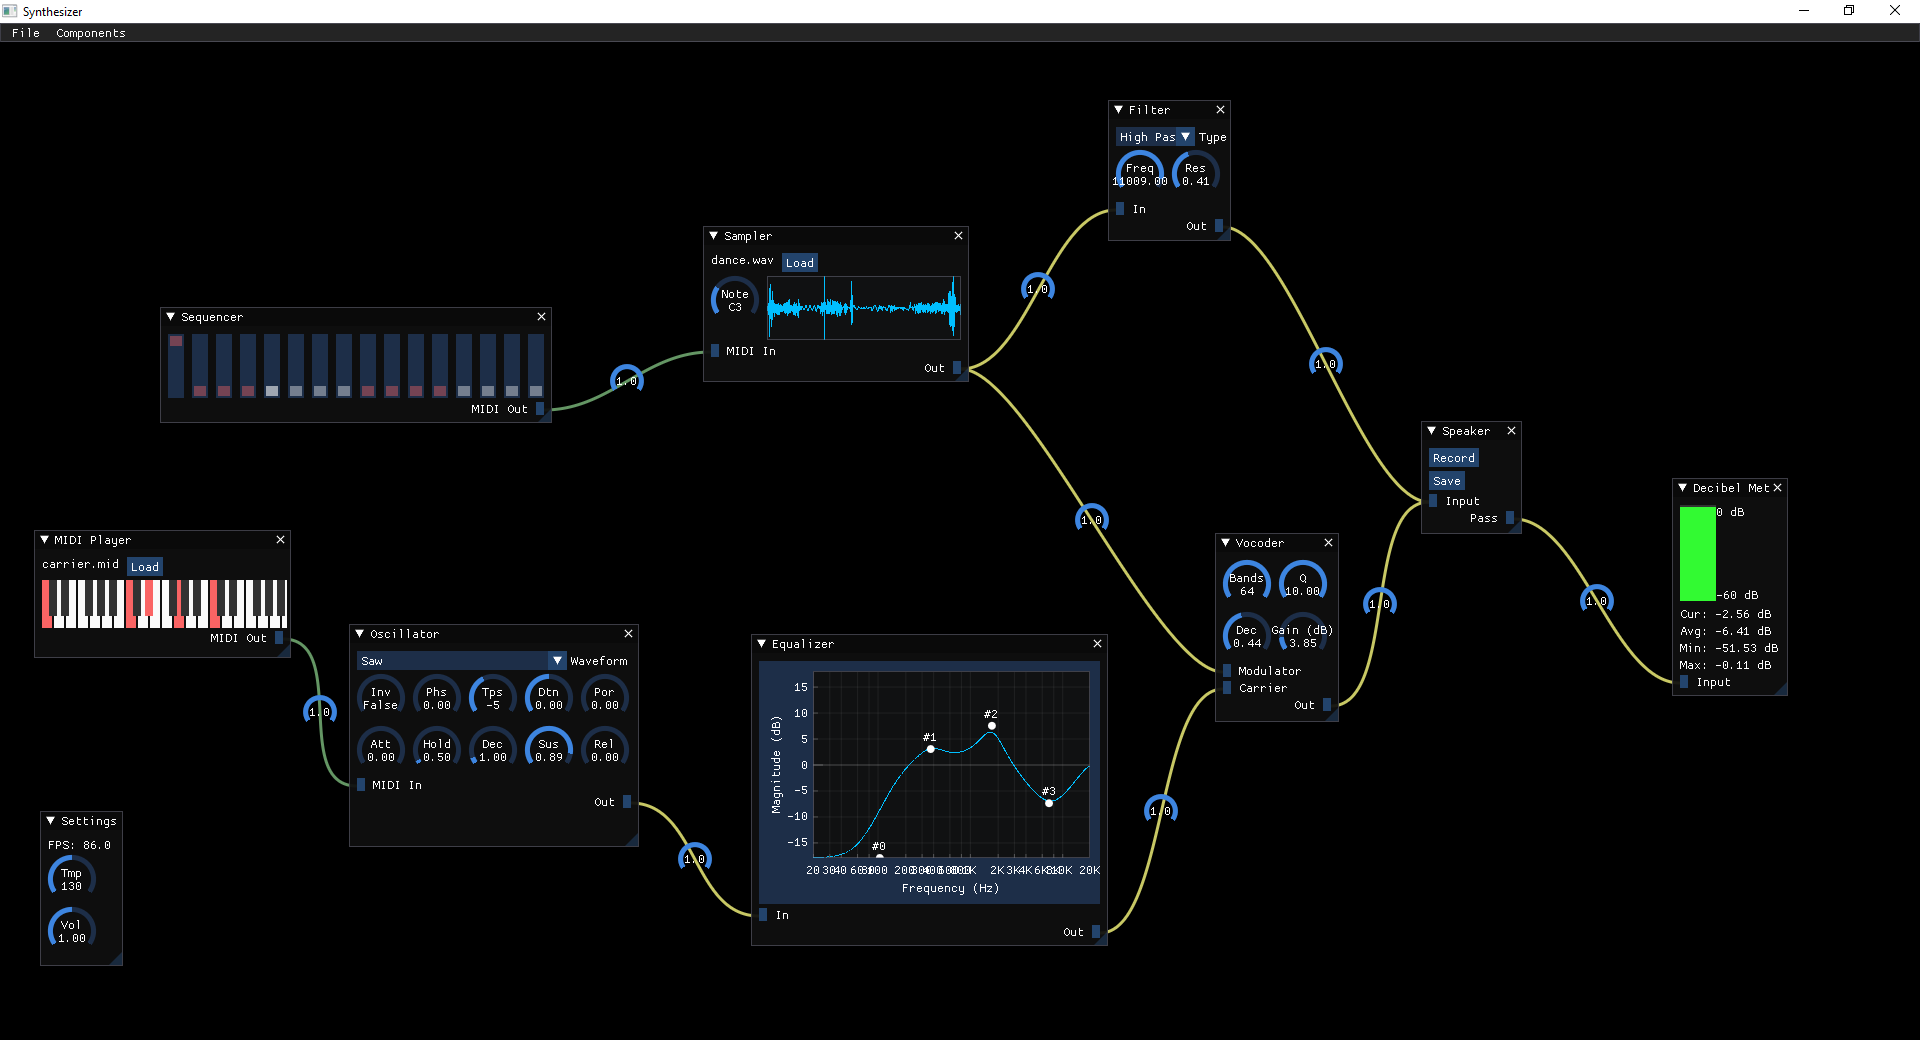 Synthesizer
File Components
Filter
High Pas Type
Freq
11009.00
Res
0.41
In
Out
Sampler
dance.wav Load
Note
C3
MIDI In
Out
1.0
Sequencer
MIDI Out
1.0
1.0
1.0
Speaker
Record
Save
Input
Pass
Decibel Met
0 dB
-60 dB
Cur: -2.56 dB
Avg: -6.41 dB
Min: -51.53 dB
Max: -0.11 dB
Input
1.0
1.0
MIDI Player
carrier.mid Load
MIDI Out
1.0
Vocoder
Bands
64
Q
10.00
Dec
0.44
Gain (dB)
3.85
Modulator
Carrier
Out
Oscillator
Saw Waveform
Inv
False
Phs
0.00
Tps
-5
Dtn
0.00
Por
0.00
Att
0.00
Hold
0.50
Dec
1.00
Sus
0.89
Rel
0.00
MIDI In
Out
1.0
Equalizer
Magnitude (dB)
15
10
5
0
-5
-10
-15
#0
#1
#2
#3
20 30 40 60 100 200 1K 2K 3K 4K 6K 10K 20K
Frequency (Hz)
In
Out
1.0
Settings
FPS: 86.0
Tmp
130
Vol
1.00